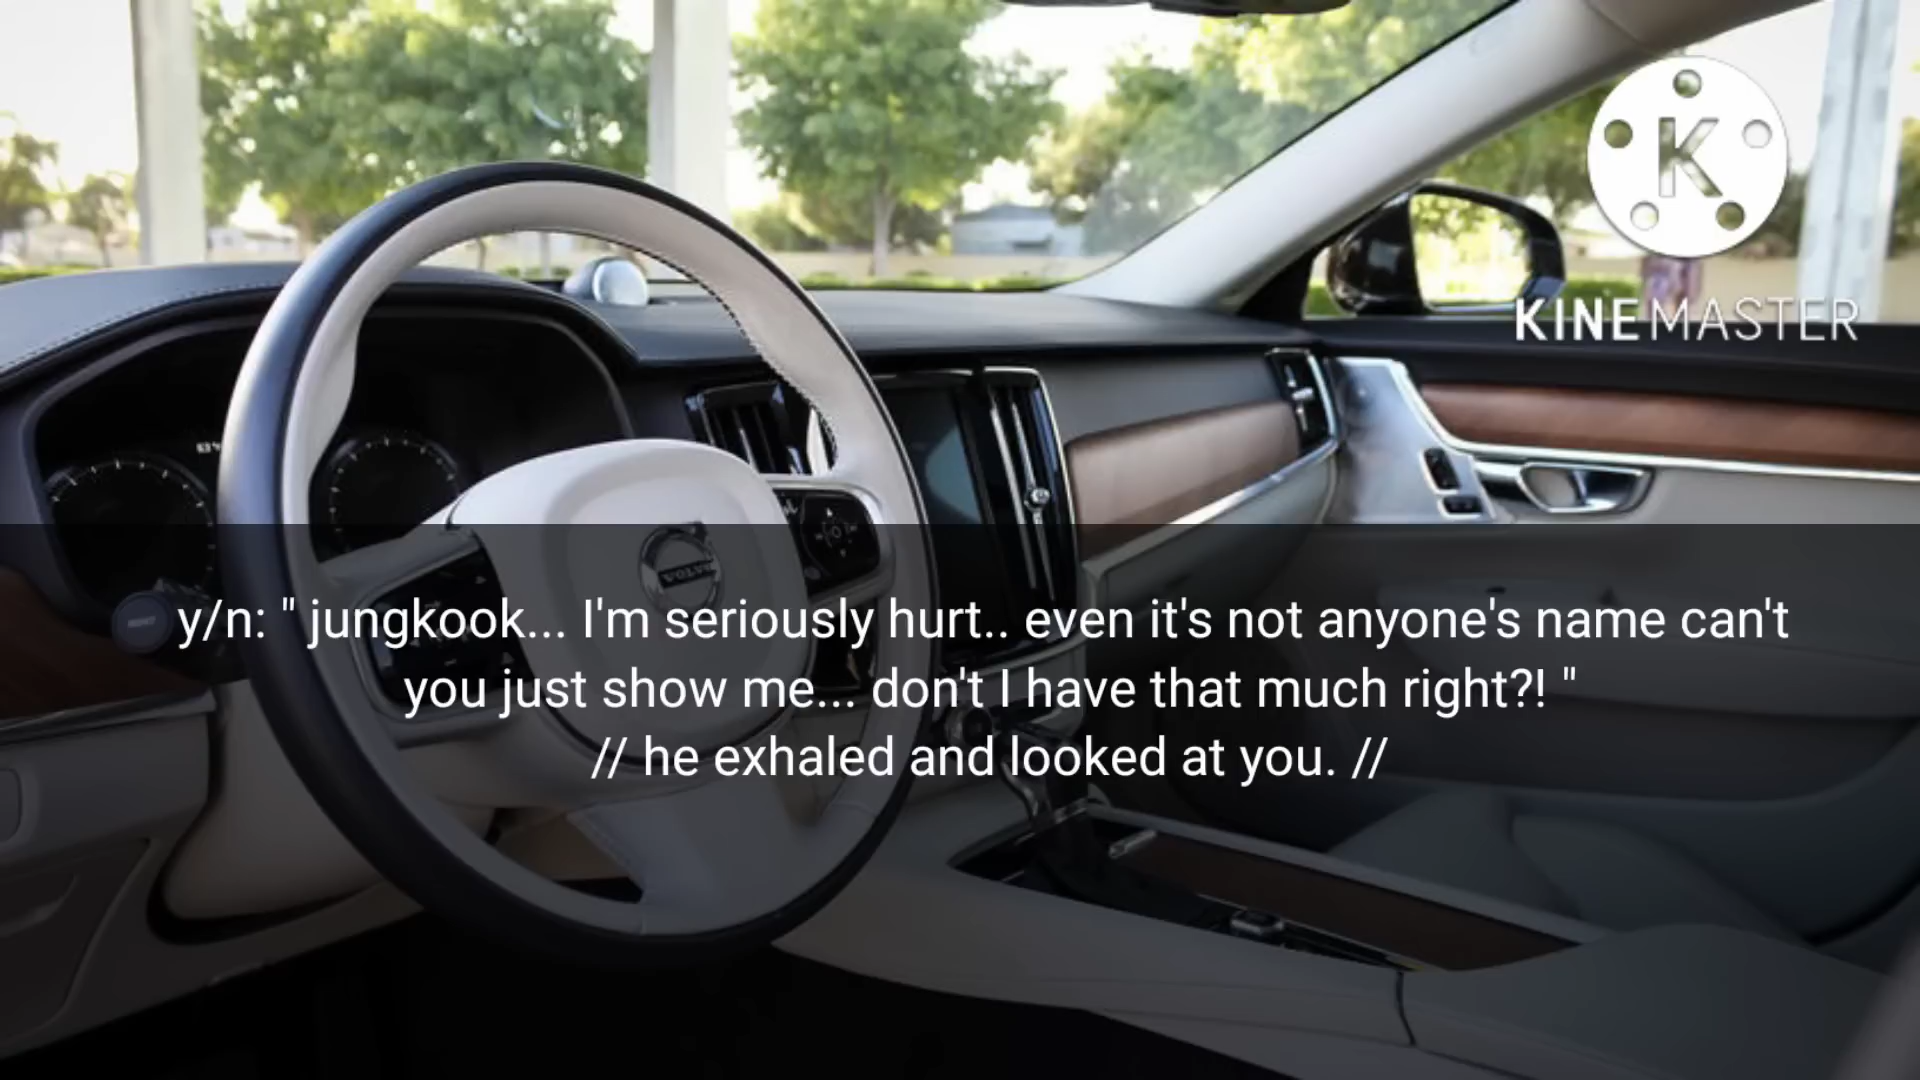 K
KINEMASTER
VOLVO
y/n: " jungkook... I'm seriously hurt.. even it's not anyone's name can't
you just show me... don't I have that much right?! "
// he exhaled and looked at you. //